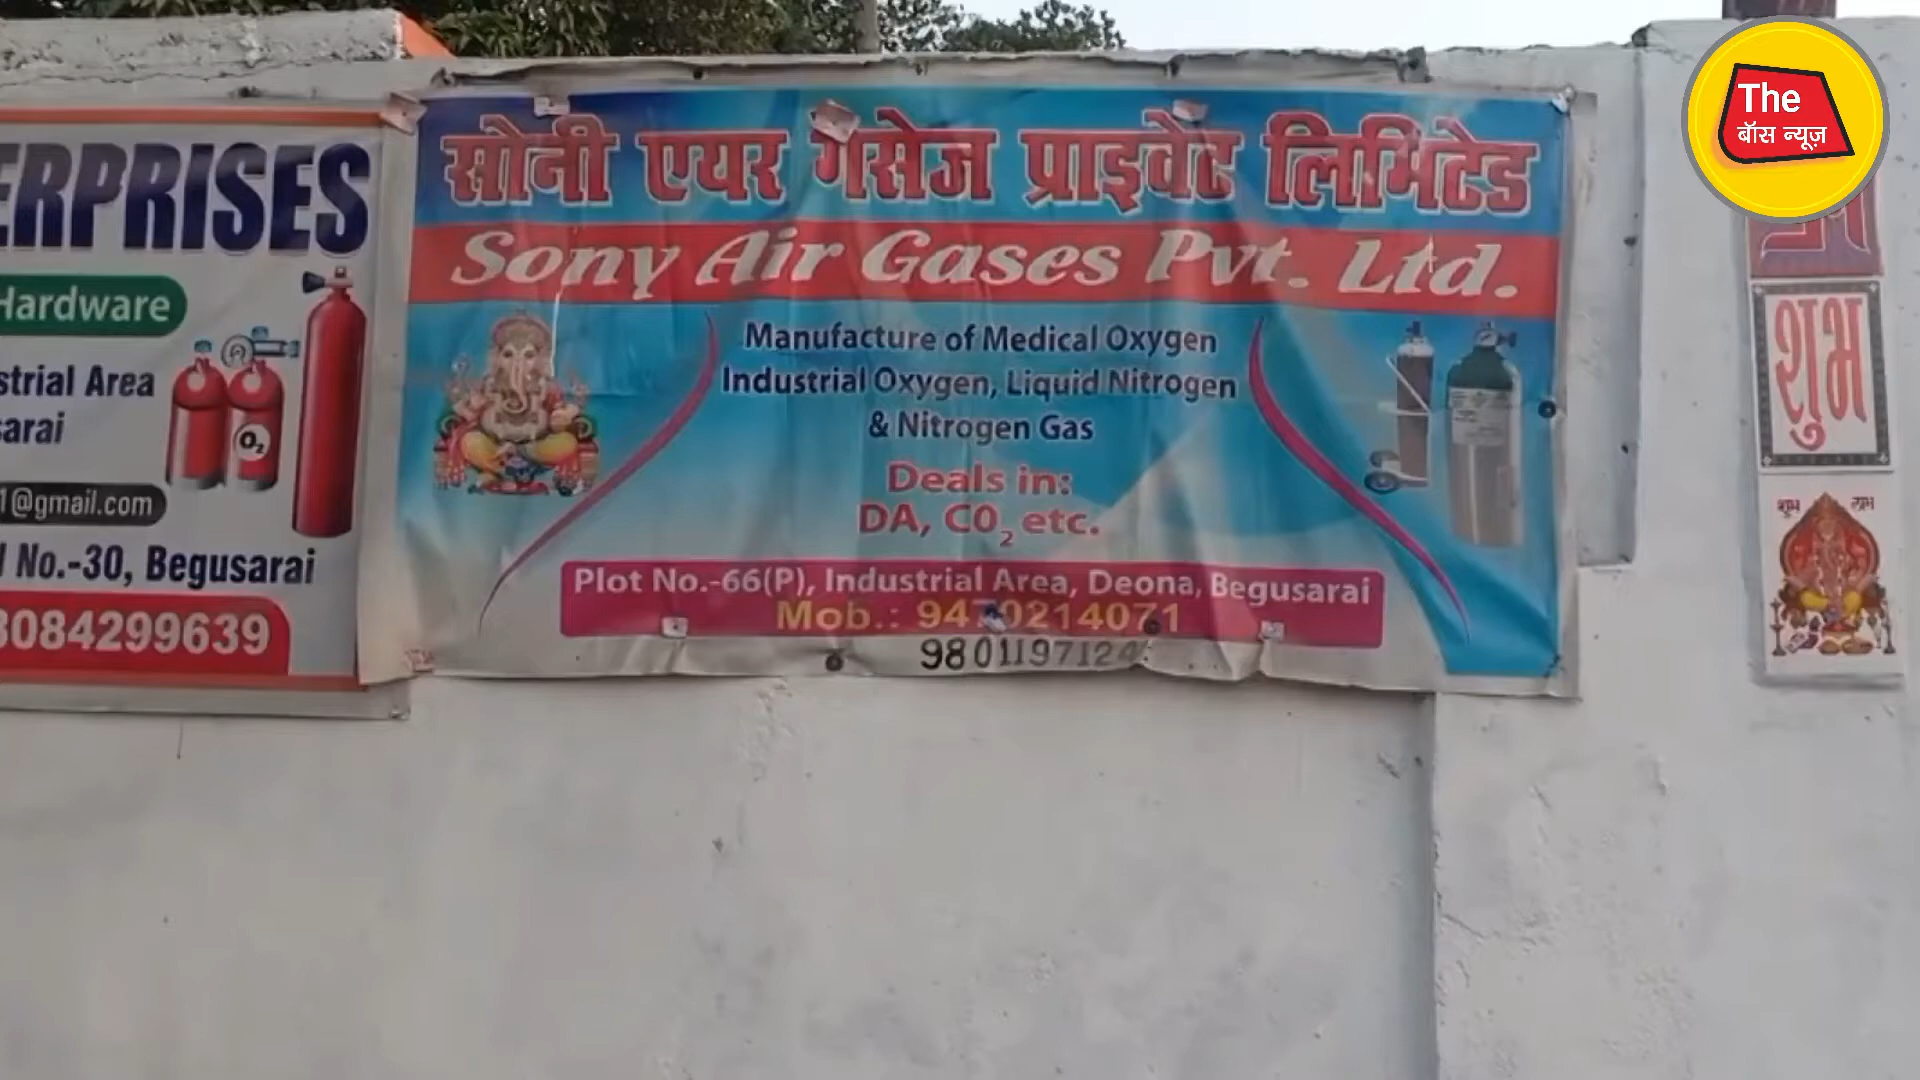 ERPRISES
Hardware
strial Area
sarai
O2
1@gmail.com
No.-30, Begusarai
8084299639
सोनी एयर गैसेज प्राइवेट लिमिटेड
Sony Air Gases Pvt. Ltd.
Manufacture of Medical Oxygen
Industrial Oxygen, Liquid Nitrogen
& Nitrogen Gas
Deals in:
DA, C0₂ etc.
Plot No.-66(P), Industrial Area, Deona, Begusarai
Mob.: 9470214071
9801197124
The
बॉस न्यूज़
शुभ
शुभ लाभ